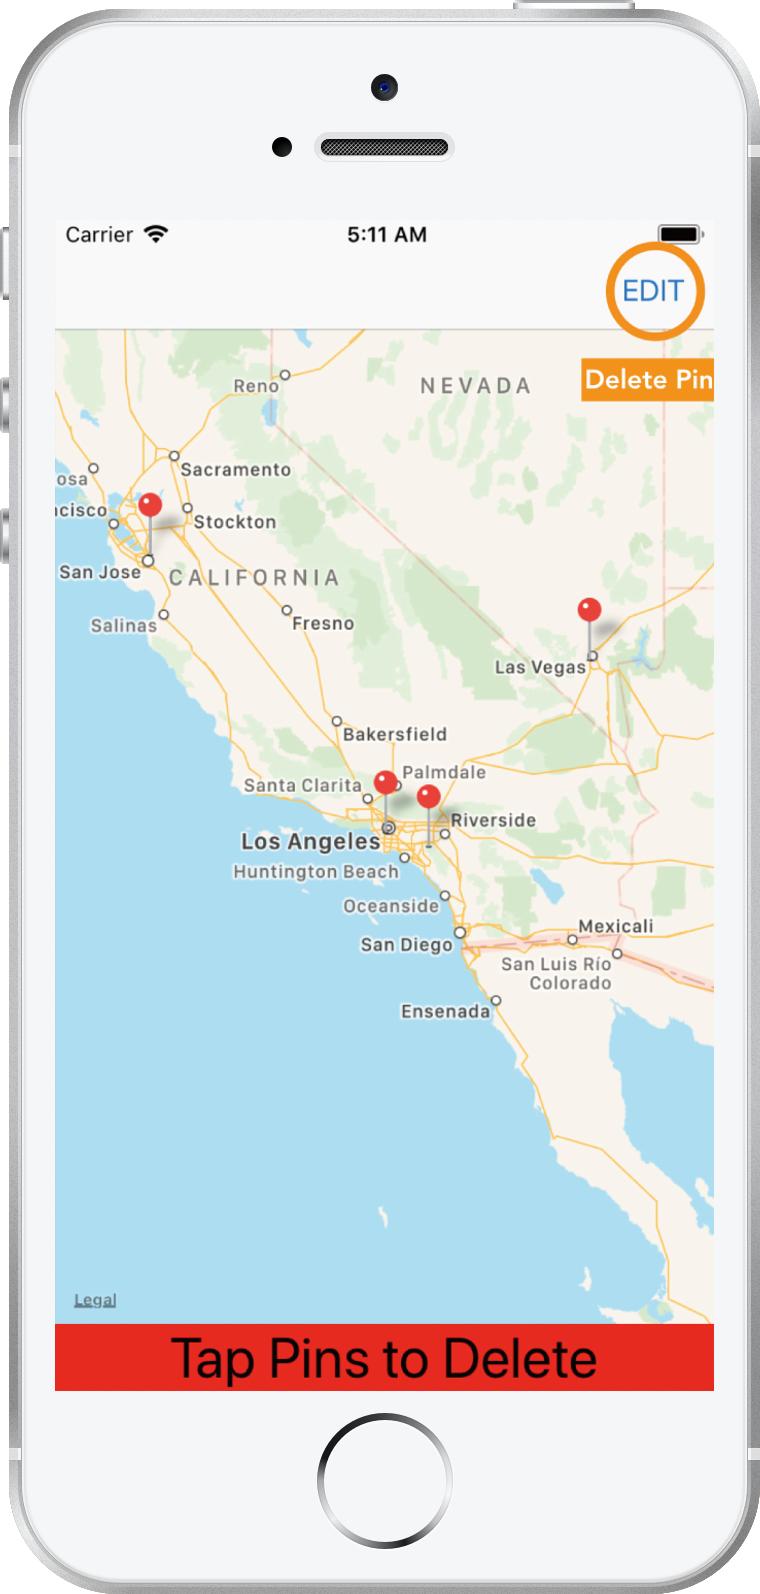 Carrier
5:11 AM
EDIT
Delete Pin
Reno
NEVADA
Sacramento
osa
ncisco
Stockton
San Jose
CALIFORNIA
Salinas
Fresno
Las Vegas
Bakersfield
Palmdale
Santa Clarita
Riverside
Los Angeles
Huntington Beach
Oceanside
Mexicali
San Diego
San Luis Río
Colorado
Ensenada
Legal
Tap Pins to Delete